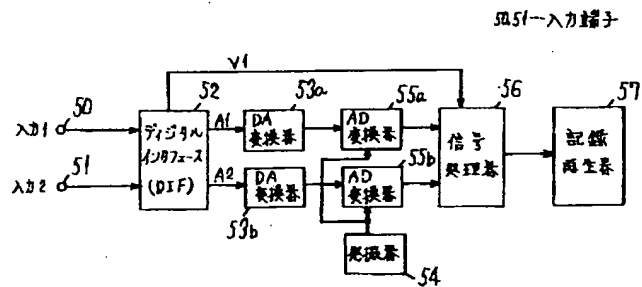 50,51…入力端子
V1
50
入力1
51
入力2
52
ディジタル
インタフェース
(DIF)
A1
A2
53a
DA
変換器
53b
DA
変換器
55a
AD
変換器
55b
AD
変換器
発振器
54
56
信号
処理器
57
記録
再生器